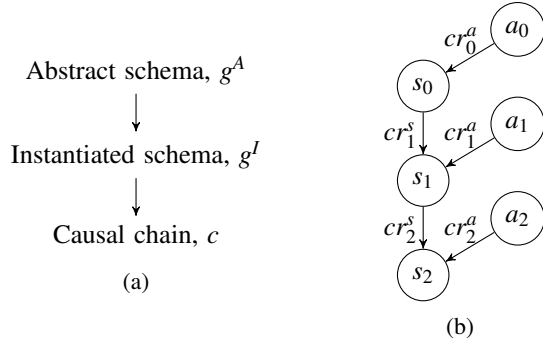 Abstract schema, g^A
Instantiated schema, g^I
Causal chain, c
(a)
a_0
cr_0^a
s_0
cr_1^s
cr_1^a
a_1
s_1
cr_2^s
cr_2^a
a_2
s_2
(b)